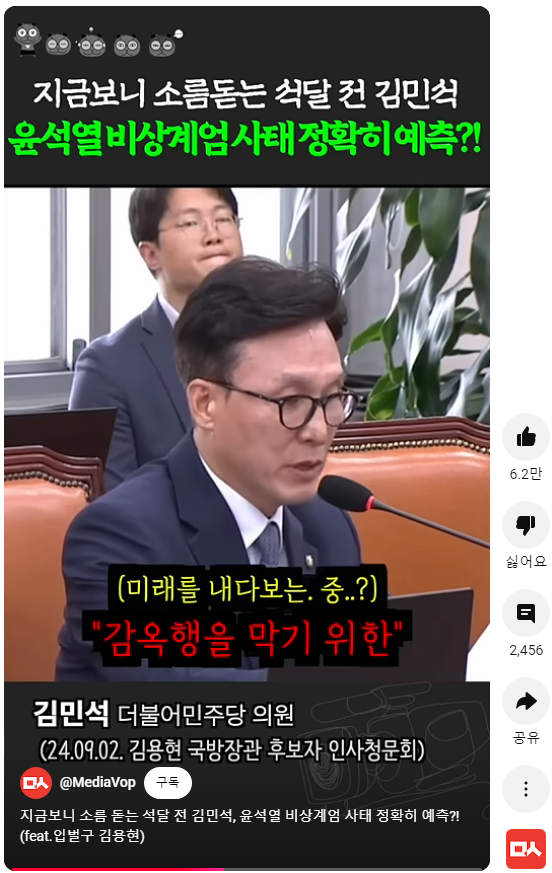 지금보니 소름돋는 석달 전 김민석
윤석열 비상계엄 사태 정확히 예측?!
(미래를 내다보는. 중..?)
"감옥행을 막기 위한"
김민석 더불어민주당 의원
(24.09.02. 김용현 국방장관 후보자 인사청문회)
@MediaVop 구독
지금보니 소름 돋는 석달 전 김민석, 윤석열 비상계엄 사태 정확히 예측?!
(feat.입벌구 김용현)
6.2만
싫어요
2,456
공유